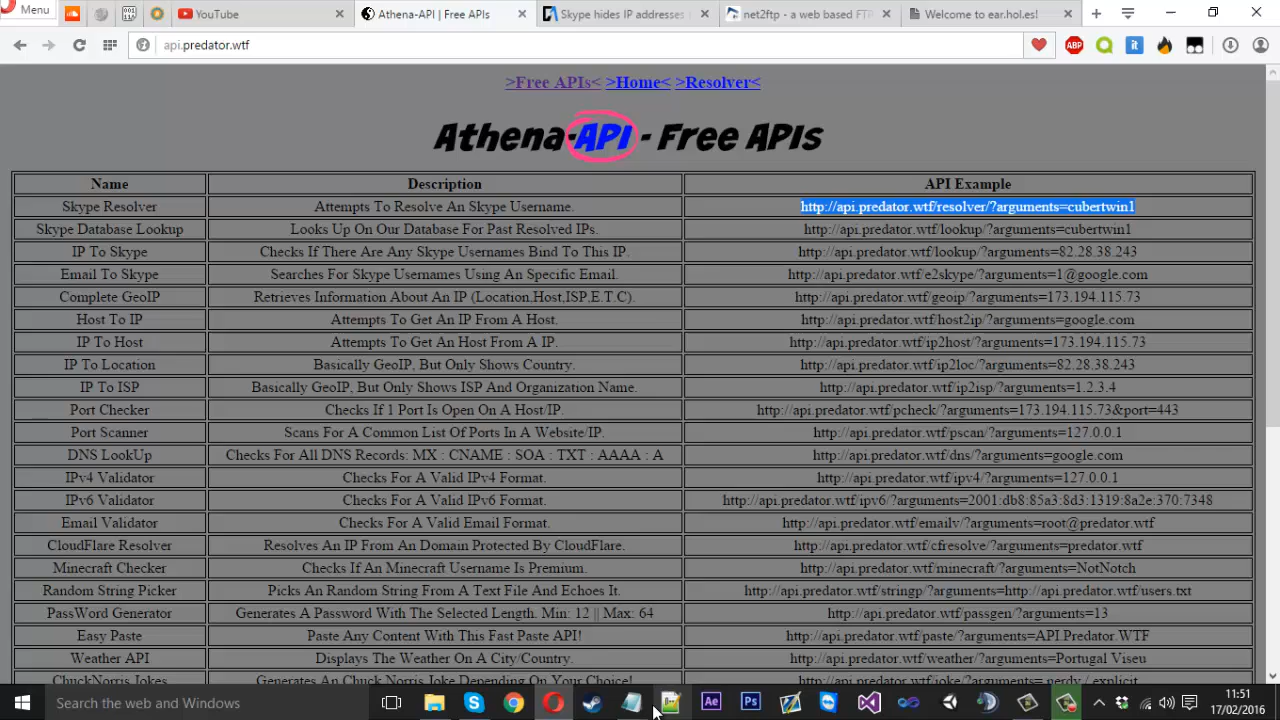 Menu
YouTube
Athena-API | Free APIs
Skype hides IP addresses
net2ftp - a web based FTP
Welcome to ear.hol.es!
api.predator.wtf
>Free APIs< >Home< >Resolver<
Athena-API - Free APIs
Name Description API Example
Skype Resolver Attempts To Resolve An Skype Username. http://api.predator.wtf/resolver/?arguments=cubertwin1
Skype Database Lookup Looks Up On Our Database For Past Resolved IPs. http://api.predator.wtf/lookup/?arguments=cubertwin1
IP To Skype Checks If There Are Any Skype Usernames Bind To This IP. http://api.predator.wtf/lookup/?arguments=82.28.38.243
Email To Skype Searches For Skype Usernames Using An Specific Email. http://api.predator.wtf/e2skype/?arguments=1@google.com
Complete GeoIP Retrieves Information About An IP (Location,Host,ISP,E.T.C). http://api.predator.wtf/geoip/?arguments=173.194.115.73
Host To IP Attempts To Get An IP From A Host. http://api.predator.wtf/host2ip/?arguments=google.com
IP To Host Attempts To Get An Host From A IP. http://api.predator.wtf/ip2host/?arguments=173.194.115.73
IP To Location Basically GeoIP, But Only Shows Country. http://api.predator.wtf/ip2loc/?arguments=82.28.38.243
IP To ISP Basically GeoIP, But Only Shows ISP And Organization Name. http://api.predator.wtf/ip2isp/?arguments=1.2.3.4
Port Checker Checks If 1 Port Is Open On A Host/IP. http://api.predator.wtf/pcheck/?arguments=173.194.115.73&port=443
Port Scanner Scans For A Common List Of Ports In A Website/IP. http://api.predator.wtf/pscan/?arguments=127.0.0.1
DNS LookUp Checks For All DNS Records: MX : CNAME : SOA : TXT : AAAA : A http://api.predator.wtf/dns/?arguments=google.com
IPv4 Validator Checks For A Valid IPv4 Format. http://api.predator.wtf/ipv4/?arguments=127.0.0.1
IPv6 Validator Checks For A Valid IPv6 Format. http://api.predator.wtf/ipv6/?arguments=2001:db8:85a3:8d3:1319:8a2e:370:7348
Email Validator Checks For A Valid Email Format. http://api.predator.wtf/emailv/?arguments=root@predator.wtf
CloudFlare Resolver Resolves An IP From An Domain Protected By CloudFlare. http://api.predator.wtf/cfresolve/?arguments=predator.wtf
Minecraft Checker Checks If An Minecraft Username Is Premium. http://api.predator.wtf/minecraft/?arguments=NotNotch
Random String Picker Picks An Random String From A Text File And Echoes It. http://api.predator.wtf/stringp/?arguments=http://api.predator.wtf/users.txt
PassWord Generator Generates A Password With The Selected Length. Min: 12 || Max: 64 http://api.predator.wtf/passgen/?arguments=13
Easy Paste Paste Any Content With This Fast Paste API! http://api.predator.wtf/paste/?arguments=API.Predator.WTF
Weather API Displays The Weather On A City/Country. http://api.predator.wtf/weather/?arguments=Portugal Viseu
ChuckNorris Jokes Generates An Chuck Norris Joke Depending On Your Choice! http://api.predator.wtf/joke/?arguments= nerdy / explicit
Search the web and Windows
11:51
17/02/2016